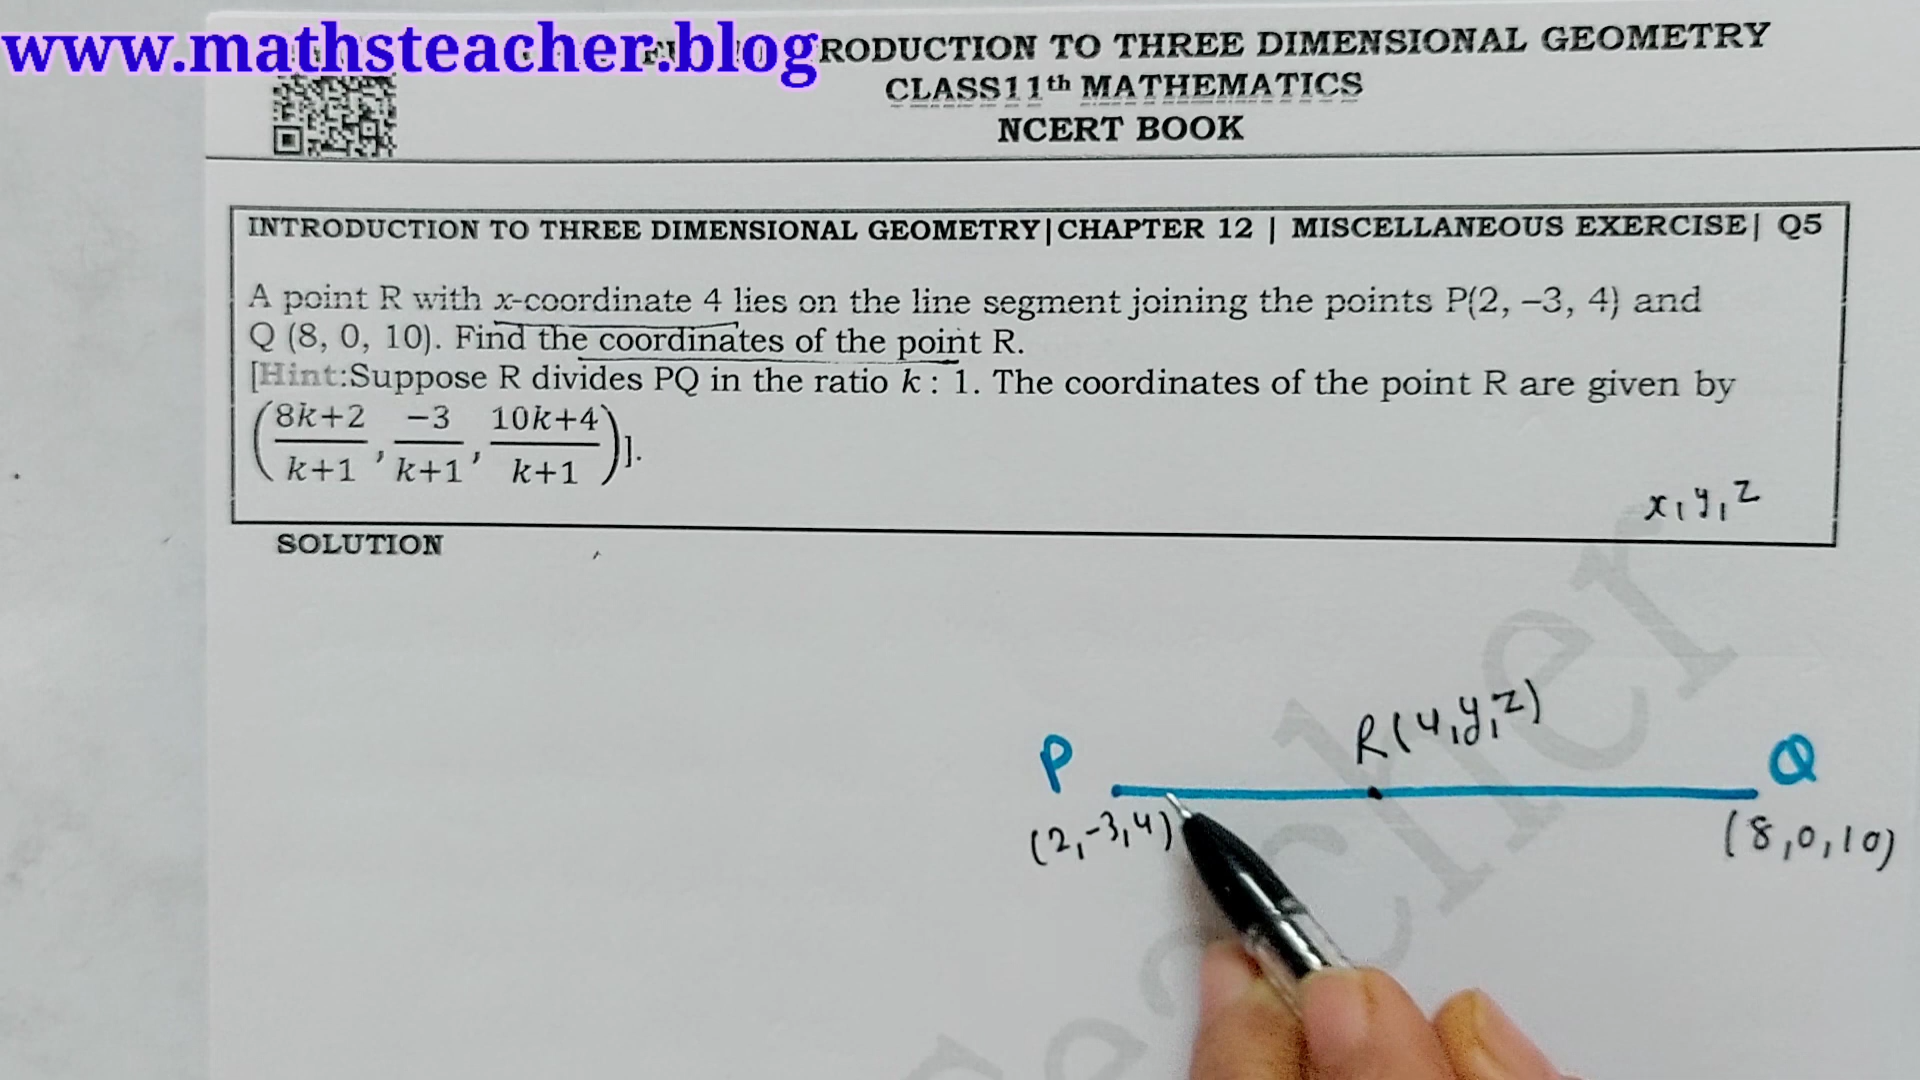 www.mathsteacher.blog
RODUCTION TO THREE DIMENSIONAL GEOMETRY
CLASS11th MATHEMATICS
NCERT BOOK
INTRODUCTION TO THREE DIMENSIONAL GEOMETRY|CHAPTER 12 | MISCELLANEOUS EXERCISE| Q5
A point R with x-coordinate 4 lies on the line segment joining the points P(2, −3, 4) and
Q (8, 0, 10). Find the coordinates of the point R.
[Hint:Suppose R divides PQ in the ratio k : 1. The coordinates of the point R are given by
(8k+2/k+1, −3/k+1, 10k+4/k+1)].
x, y, z
SOLUTION
R(4,y,z)
P
Q
(2,-3,4)
(8,0,10)